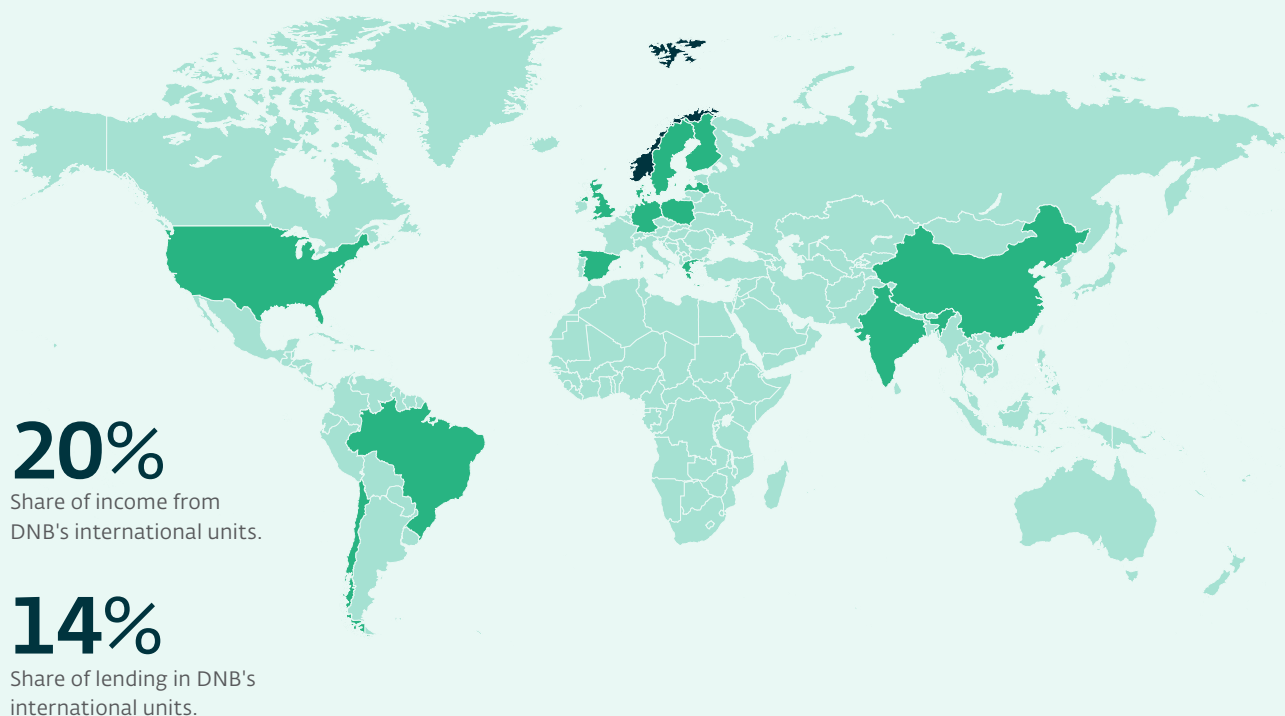 20%
Share of income from
DNB's international units.
14%
Share of lending in DNB's
international units.